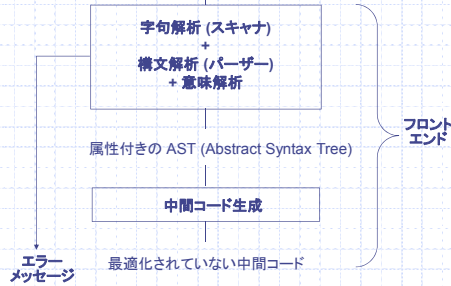 字句解析 (スキャナ)
+
構文解析 (パーザー)
+ 意味解析
属性付きの AST (Abstract Syntax Tree)
中間コード生成
最適化されていない中間コード
エラー
メッセージ
フロント
エンド